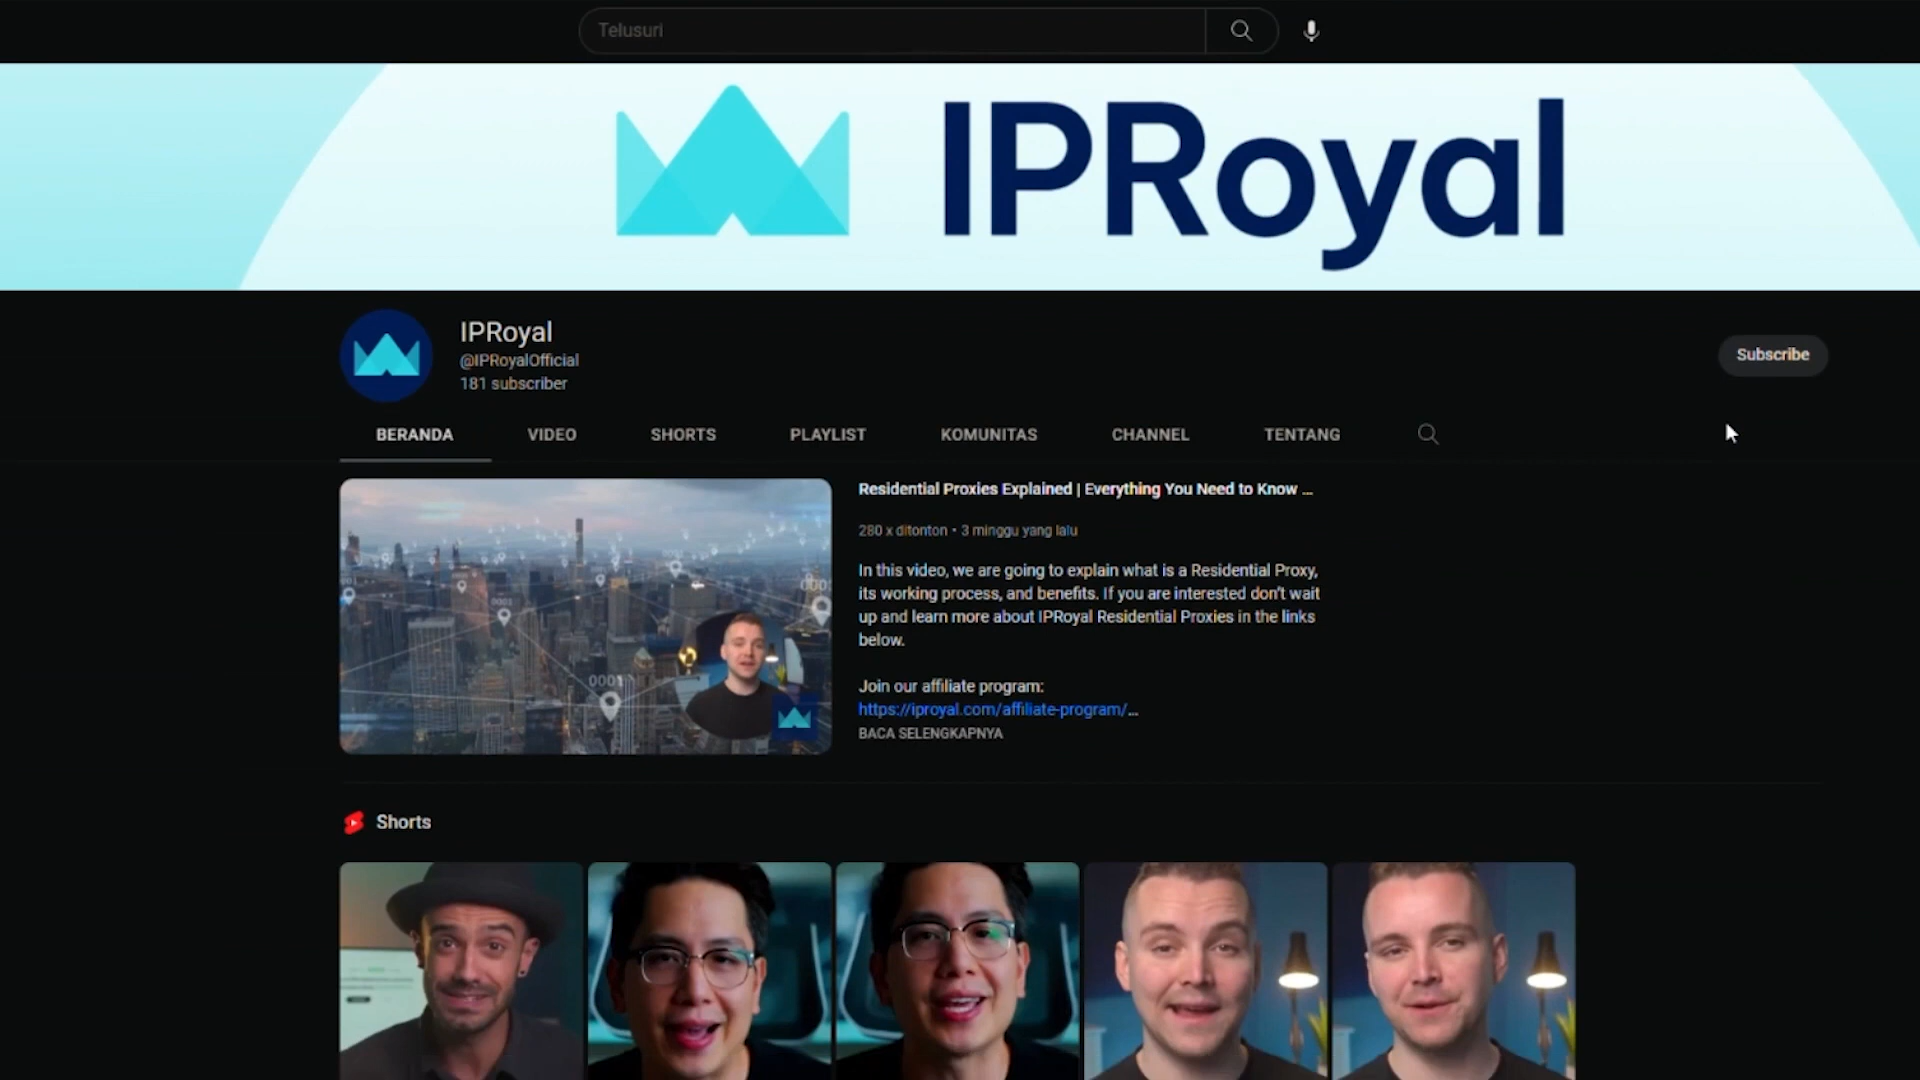 Telusuri
IPRoyal
IPRoyal
@IPRoyalOfficial
181 subscriber
Subscribe
BERANDA
VIDEO
SHORTS
PLAYLIST
KOMUNITAS
CHANNEL
TENTANG
Residential Proxies Explained | Everything You Need to Know ...
280 x ditonton • 3 minggu yang lalu
In this video, we are going to explain what is a Residential Proxy,
its working process, and benefits. If you are interested don't wait
up and learn more about IPRoyal Residential Proxies in the links
below.
Join our affiliate program:
https://iproyal.com/affiliate-program/...
BACA SELENGKAPNYA
0001
0001
Shorts